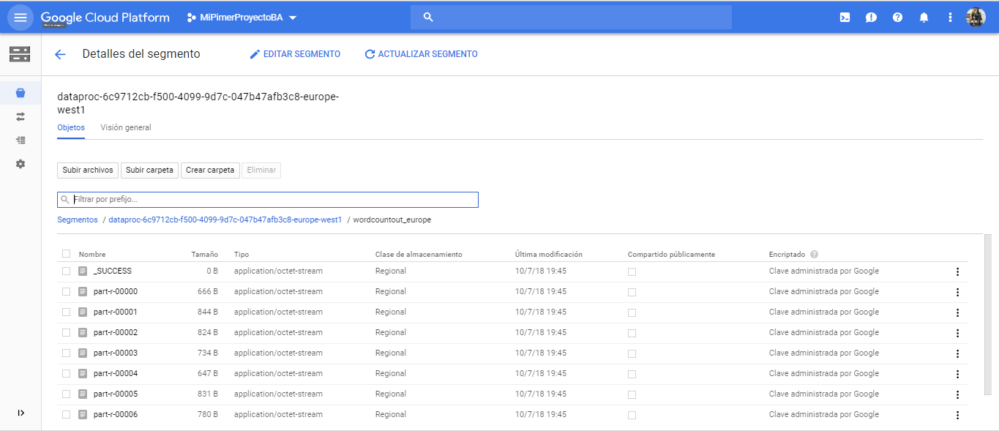 Google Cloud Platform MiPimerProyectoBA
Detalles del segmento EDITAR SEGMENTO ACTUALIZAR SEGMENTO
dataproc-6c9712cb-f500-4099-9d7c-047b47afb3c8-europe-
west1
Objetos Visión general
Subir archivos Subir carpeta Crear carpeta Eliminar
Filtrar por prefijo...
Segmentos / dataproc-6c9712cb-f500-4099-9d7c-047b47afb3c8-europe-west1 / wordcountout_europe
Nombre Tamaño Tipo Clase de almacenamiento Última modificación Compartido públicamente Encriptado
_SUCCESS 0 B application/octet-stream Regional 10/7/18 19:45 Clave administrada por Google
part-r-00000 666 B application/octet-stream Regional 10/7/18 19:45 Clave administrada por Google
part-r-00001 844 B application/octet-stream Regional 10/7/18 19:45 Clave administrada por Google
part-r-00002 824 B application/octet-stream Regional 10/7/18 19:45 Clave administrada por Google
part-r-00003 734 B application/octet-stream Regional 10/7/18 19:45 Clave administrada por Google
part-r-00004 647 B application/octet-stream Regional 10/7/18 19:45 Clave administrada por Google
part-r-00005 831 B application/octet-stream Regional 10/7/18 19:45 Clave administrada por Google
part-r-00006 780 B application/octet-stream Regional 10/7/18 19:45 Clave administrada por Google